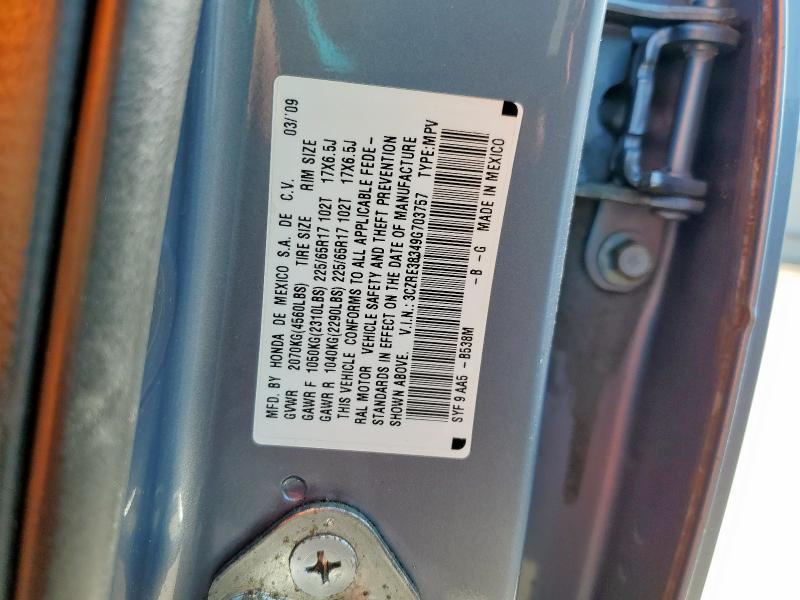 MFD. BY HONDA DE MEXICO S.A. DE C.V. 03/'09
GVWR 2070KG(4560LBS) TIRE SIZE RIM SIZE
GAWR F 1050KG(2310LBS) 225/65R17 102T 17X6.5J
GAWR R 1040KG(2290LBS) 225/65R17 102T 17X6.5J
THIS VEHICLE CONFORMS TO ALL APPLICABLE FEDE-
RAL MOTOR VEHICLE SAFETY AND THEFT PREVENTION
STANDARDS IN EFFECT ON THE DATE OF MANUFACTURE
SHOWN ABOVE. V.I.N.:3CZRE38349G703757 TYPE:MPV
SYF 9 AA5 -B538M -B -G MADE IN MEXICO